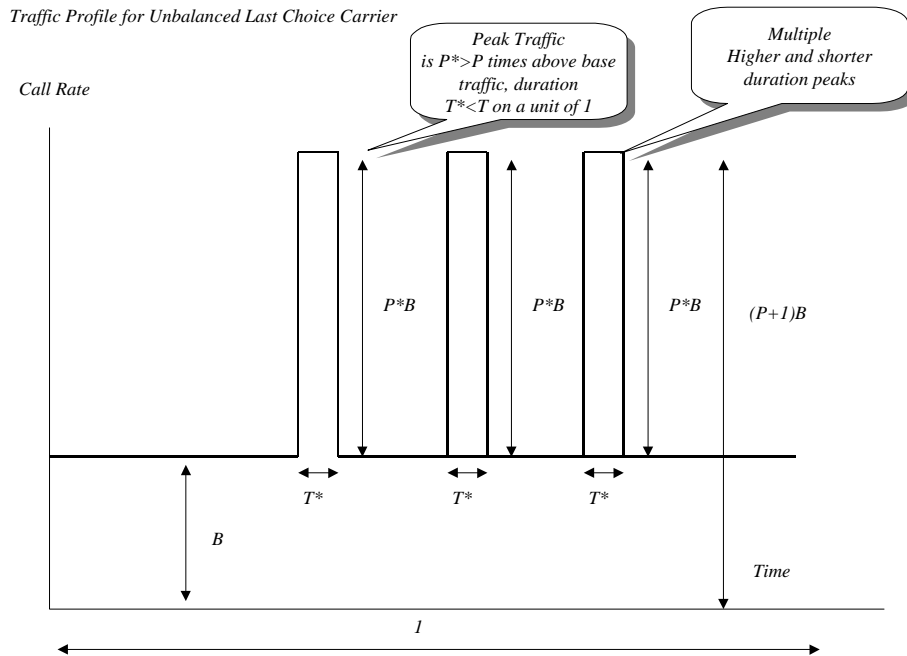 Traffic Profile for Unbalanced Last Choice Carrier
Peak Traffic
is P*>P times above base
traffic, duration
T*<T on a unit of 1
Multiple
Higher and shorter
duration peaks
Call Rate
P*B
P*B
P*B
(P+1)B
T*
T*
T*
B
Time
1